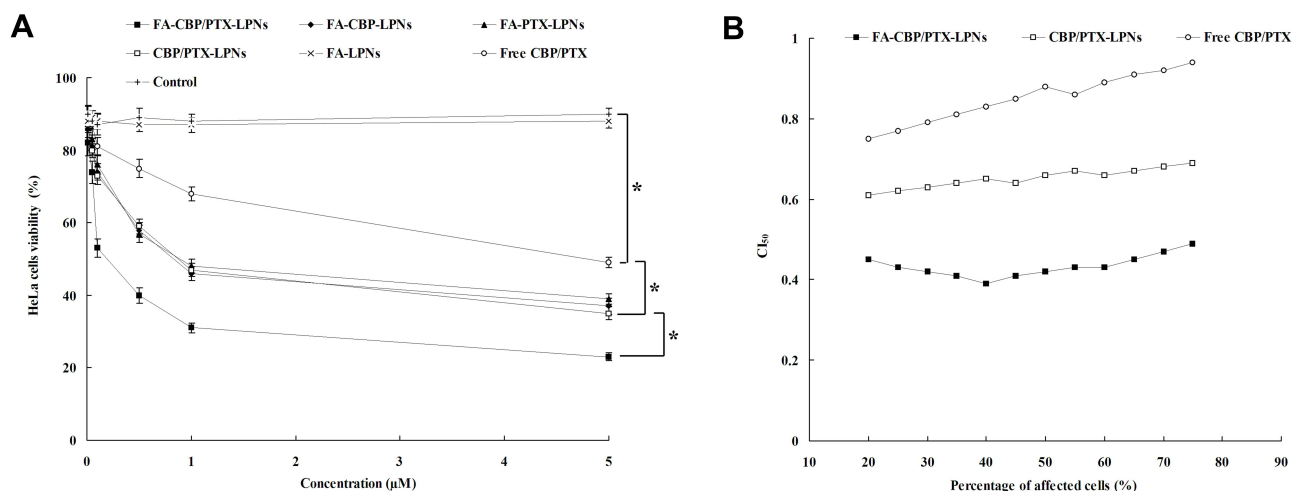 A
FA-CBP/PTX-LPNs FA-CBP-LPNs FA-PTX-LPNs
CBP/PTX-LPNs FA-LPNs Free CBP/PTX
Control
HeLa cells viability (%)
100
80
60
40
20
0
0 1 2 3 4 5
Concentration (µM)
*
*
*
B
FA-CBP/PTX-LPNs CBP/PTX-LPNs Free CBP/PTX
CI50
1
0.8
0.6
0.4
0.2
0
10 20 30 40 50 60 70 80 90
Percentage of affected cells (%)